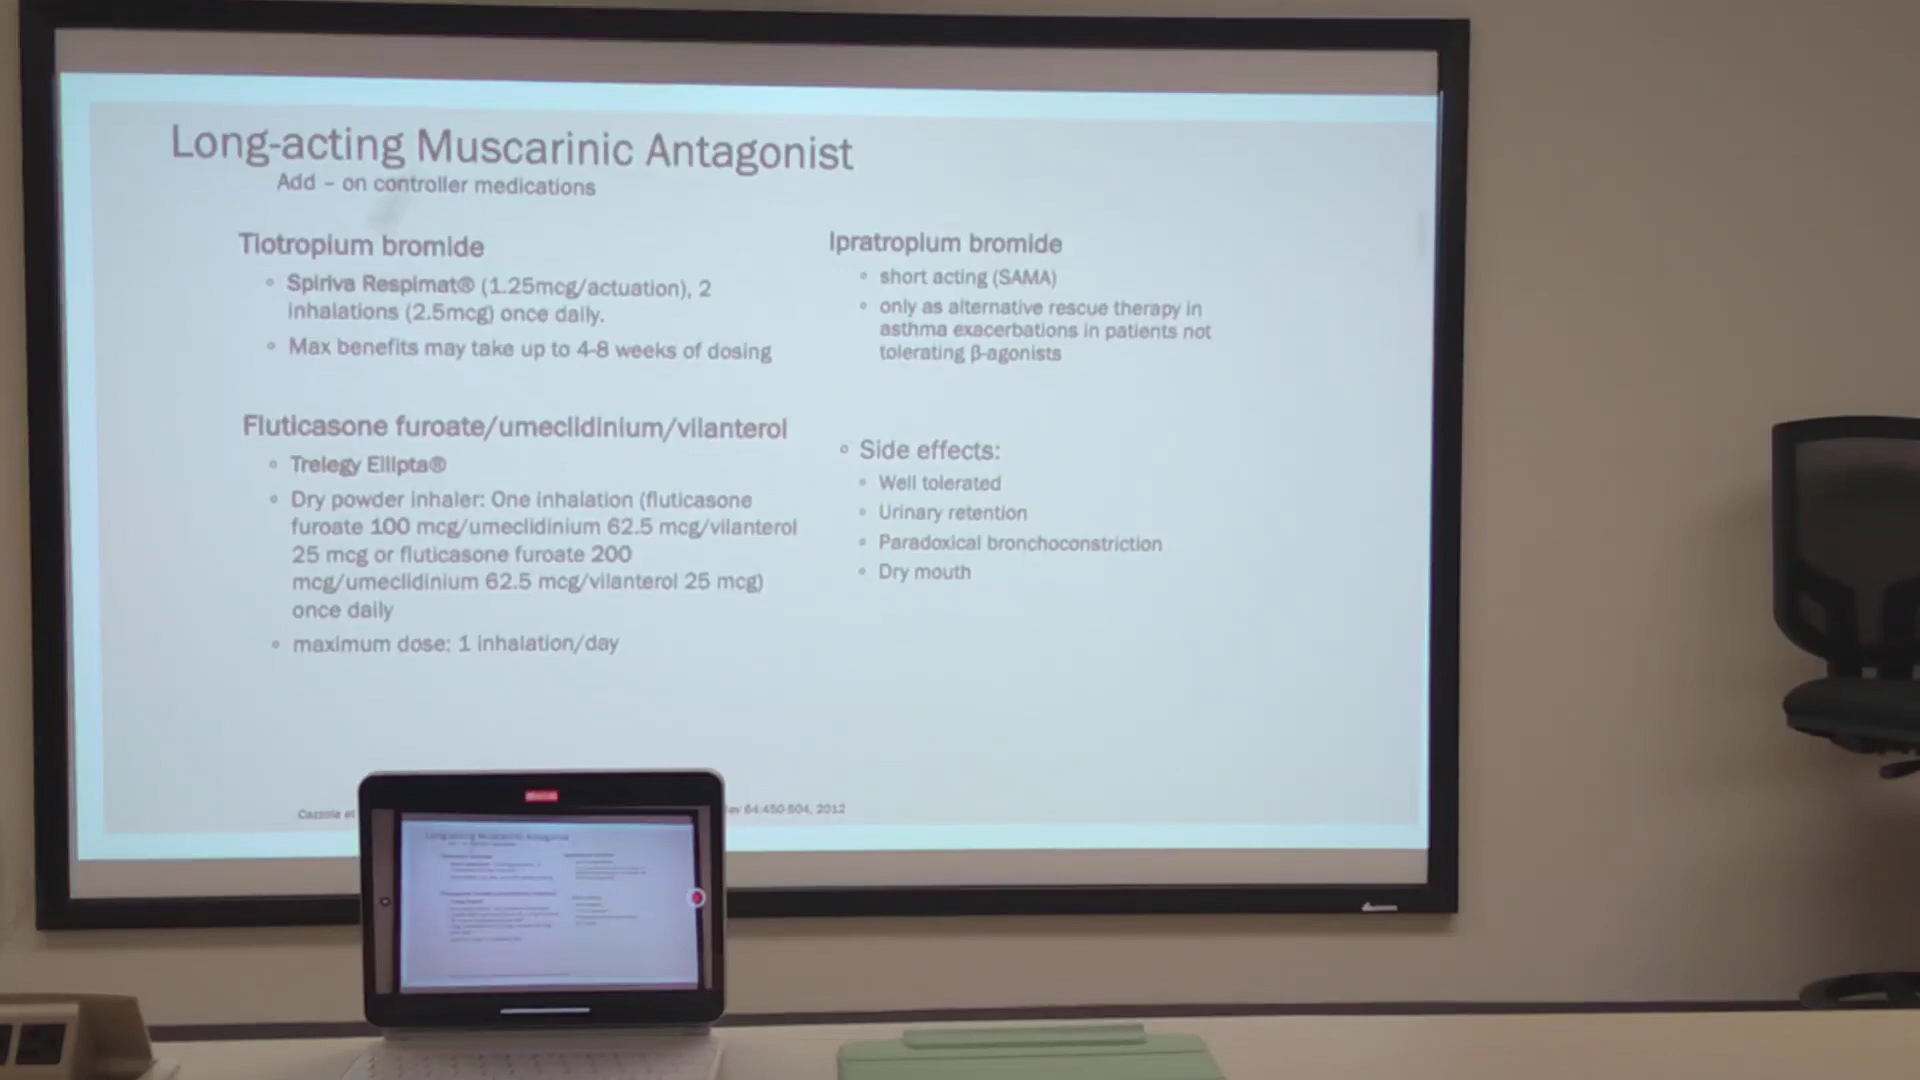 Long-acting Muscarinic Antagonist
Add – on controller medications
Tiotropium bromide
Spiriva Respimat® (1.25mcg/actuation), 2
inhalations (2.5mcg) once daily.
Max benefits may take up to 4-8 weeks of dosing
Fluticasone furoate/umeclidinium/vilanterol
Trelegy Ellipta®
Dry powder inhaler: One inhalation (fluticasone
furoate 100 mcg/umeclidinium 62.5 mcg/vilanterol
25 mcg or fluticasone furoate 200
mcg/umeclidinium 62.5 mcg/vilanterol 25 mcg)
once daily
maximum dose: 1 inhalation/day
Ipratropium bromide
short acting (SAMA)
only as alternative rescue therapy in
asthma exacerbations in patients not
tolerating β-agonists
Side effects:
Well tolerated
Urinary retention
Paradoxical bronchoconstriction
Dry mouth
Cazzola et
64:450-504, 2012